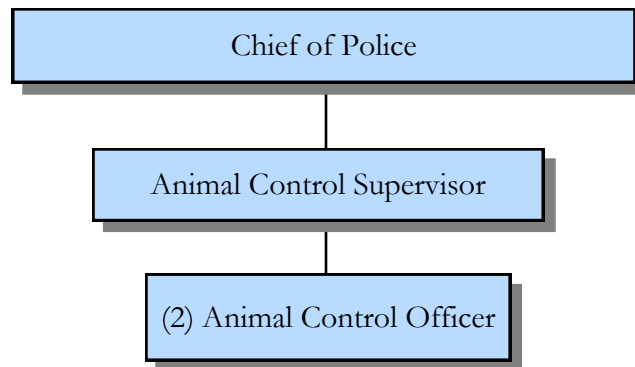 Chief of Police
Animal Control Supervisor
(2) Animal Control Officer